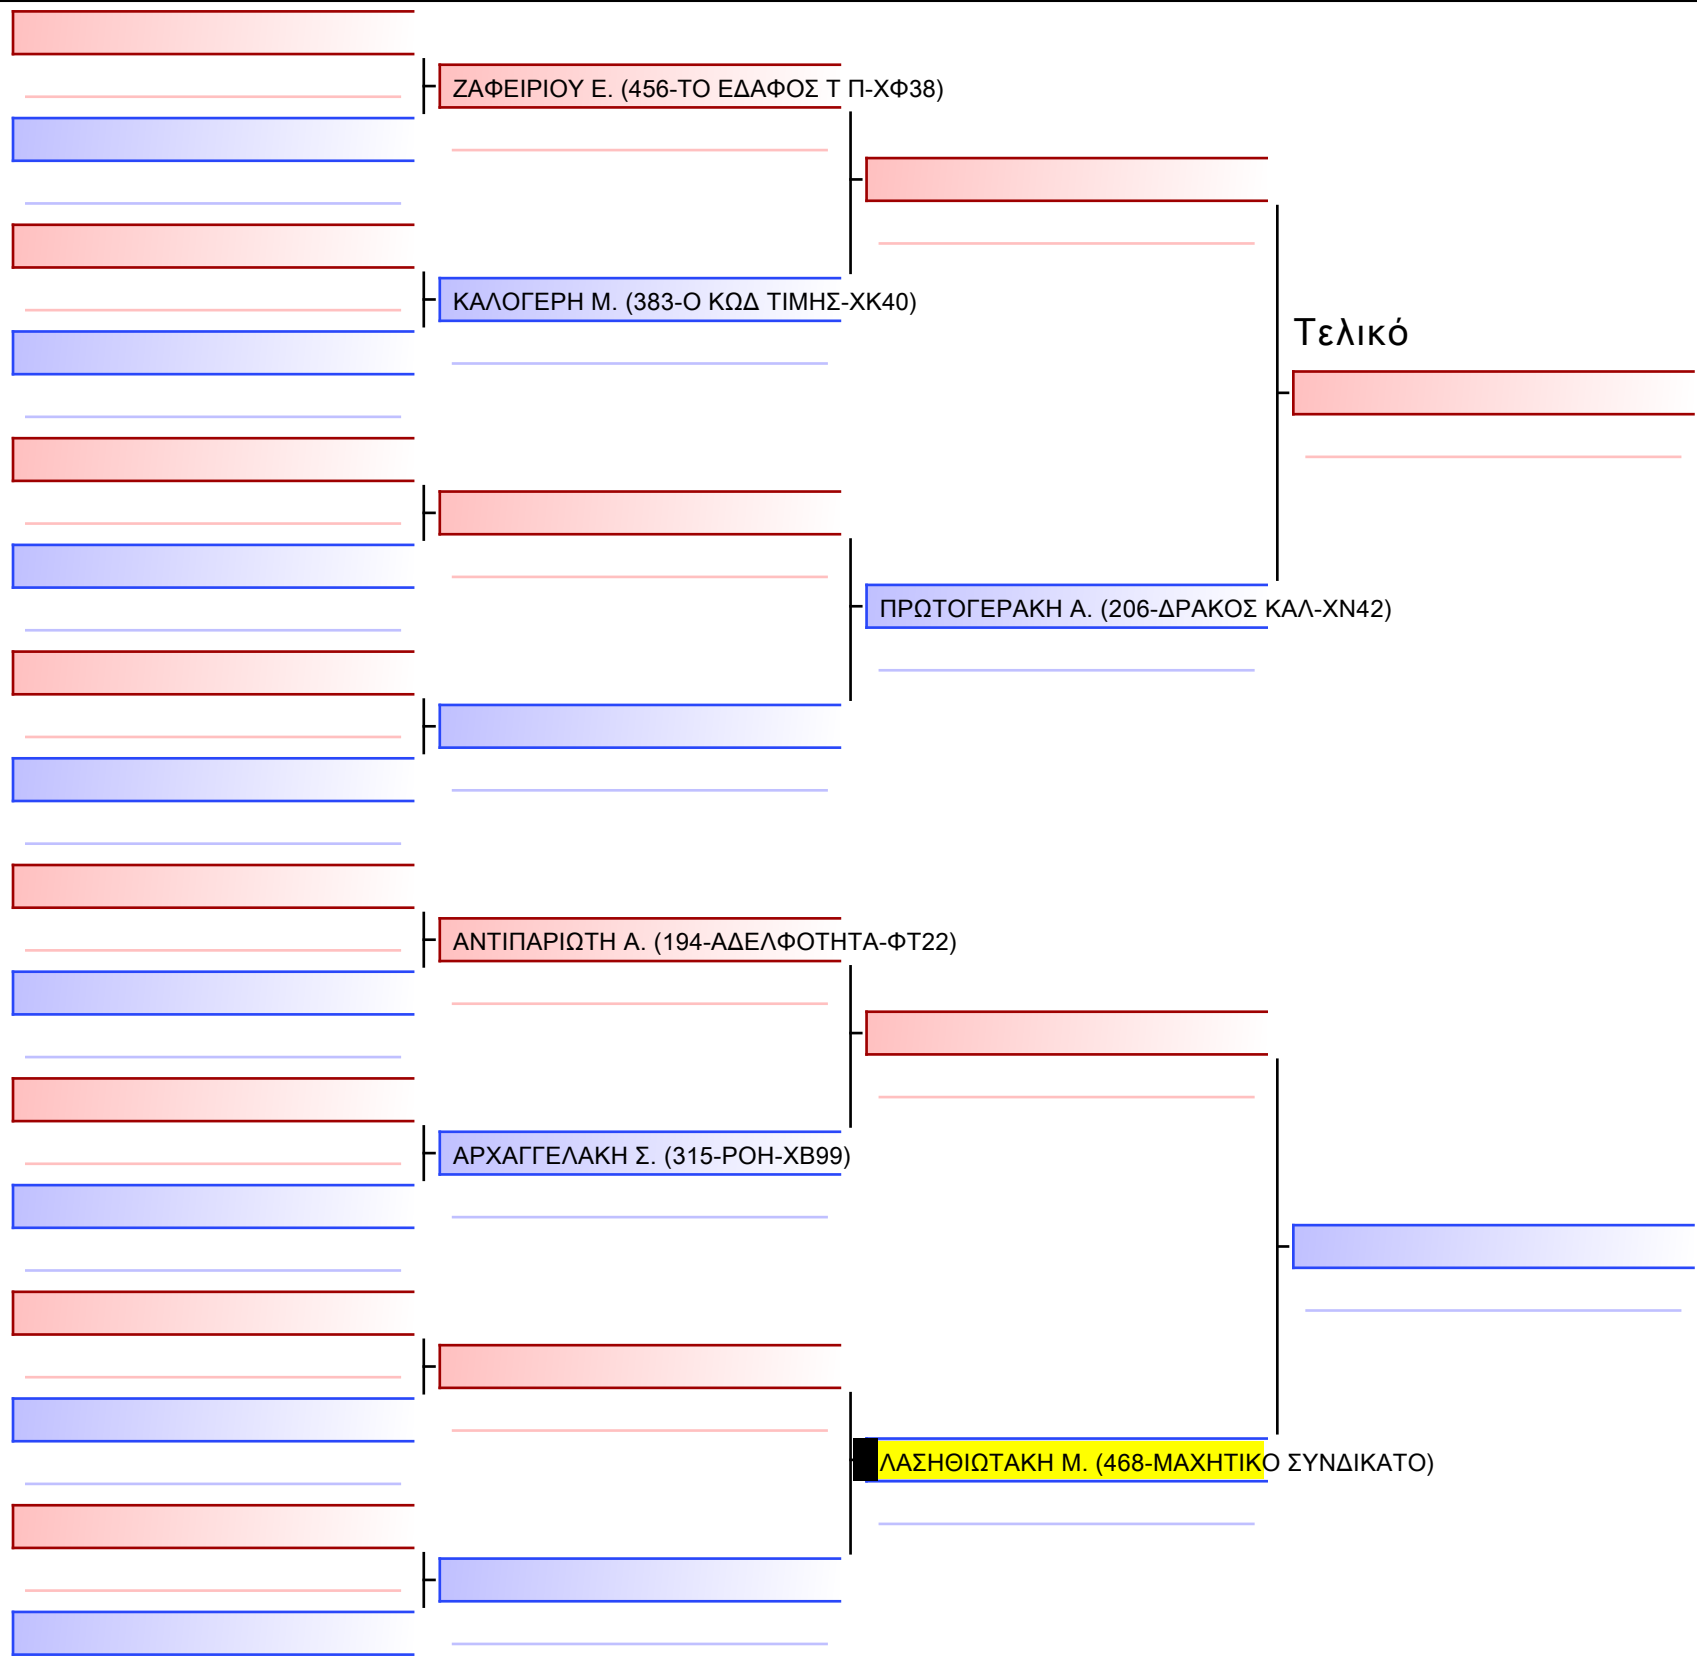 ΖΑΦΕΙΡΙΟΥ Ε. (456-ΤΟ ΕΔΑΦΟΣ Τ Π-ΧΦ38)
ΚΑΛΟΓΕΡΗ Μ. (383-Ο ΚΩΔ ΤΙΜΗΣ-ΧΚ40)
Τελικό
ΠΡΩΤΟΓΕΡΑΚΗ Α. (206-ΔΡΑΚΟΣ ΚΑΛ-ΧΝ42)
ΑΝΤΙΠΑΡΙΩΤΗ Α. (194-ΑΔΕΛΦΟΤΗΤΑ-ΦΤ22)
ΑΡΧΑΓΓΕΛΑΚΗ Σ. (315-ΡΟΗ-ΧΒ99)
ΛΑΣΗΘΙΩΤΑΚΗ Μ. (468-ΜΑΧΗΤΙΚΟ ΣΥΝΔΙΚΑΤΟ)